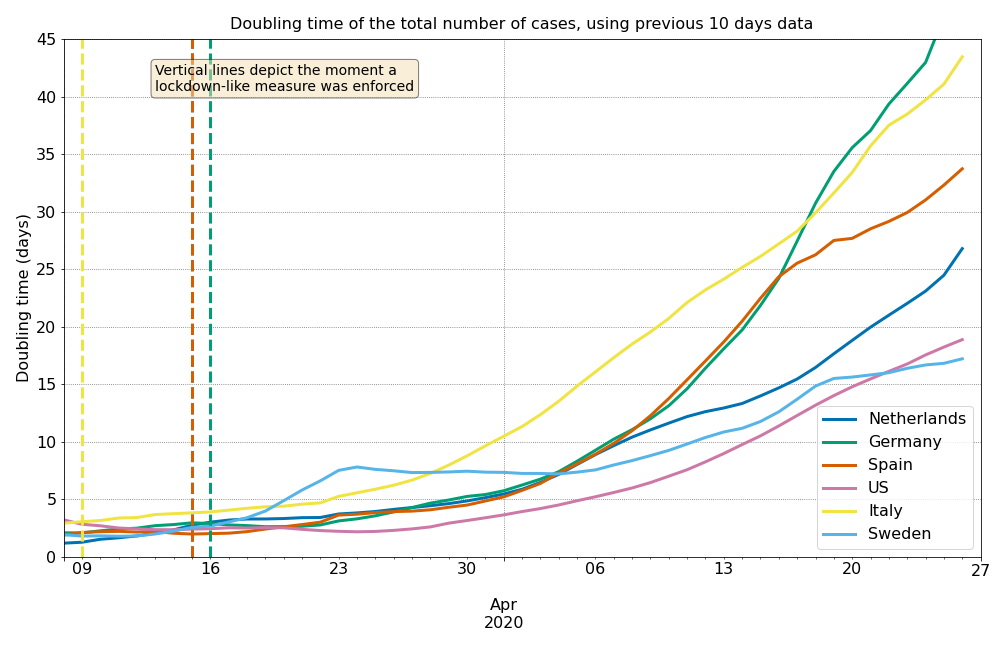 Doubling time of the total number of cases, using previous 10 days data
Doubling time (days)
45
40
35
30
25
20
15
10
5
0
Vertical lines depict the moment a
lockdown-like measure was enforced
Netherlands
Germany
Spain
US
Italy
Sweden
09 16 23 30 06 13 20 27
Apr
2020